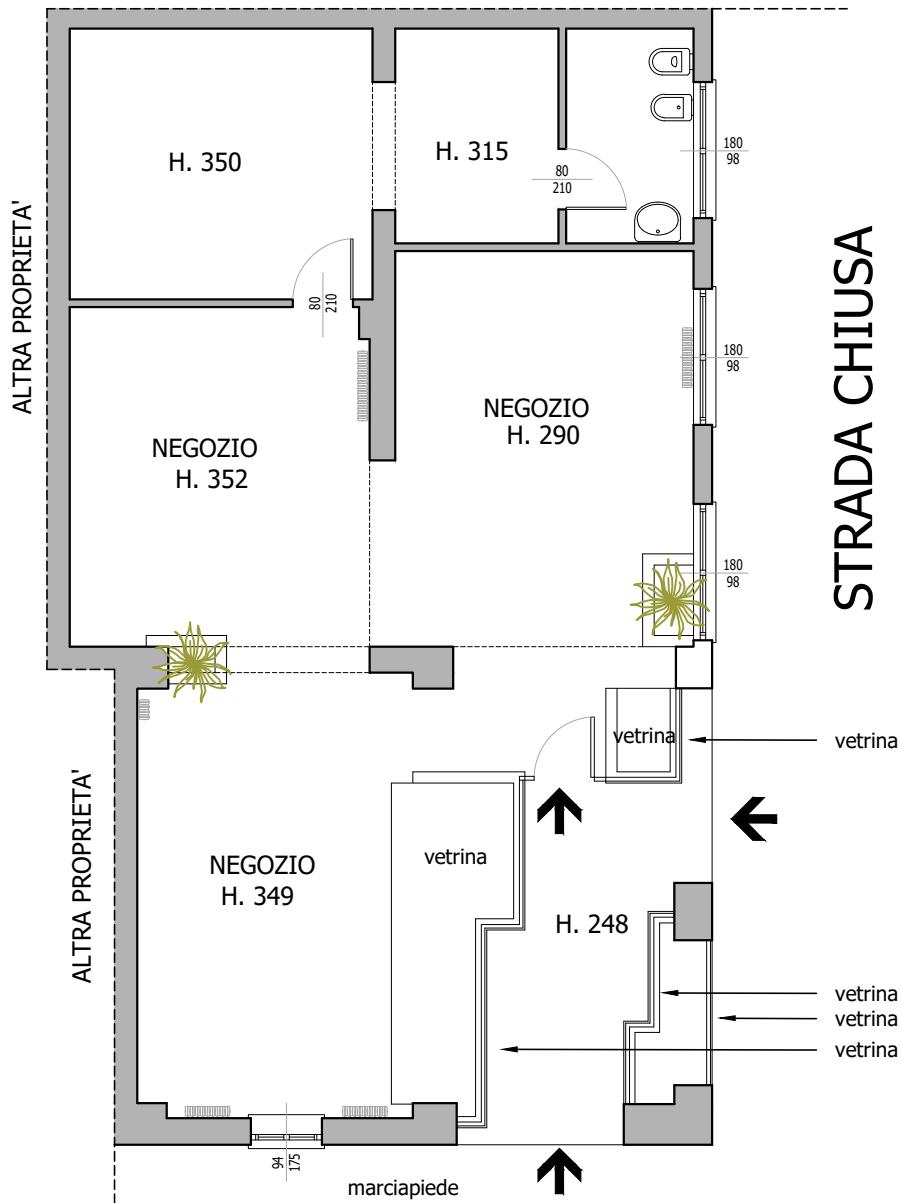 H. 350
H. 315
80
210
180
98
ALTRA PROPRIETA'
80
210
180
98
STRADA CHIUSA
NEGOZIO
H. 290
NEGOZIO
H. 352
180
98
vetrina
vetrina
ALTRA PROPRIETA'
NEGOZIO
H. 349
vetrina
H. 248
vetrina
vetrina
vetrina
94
175
marciapiede